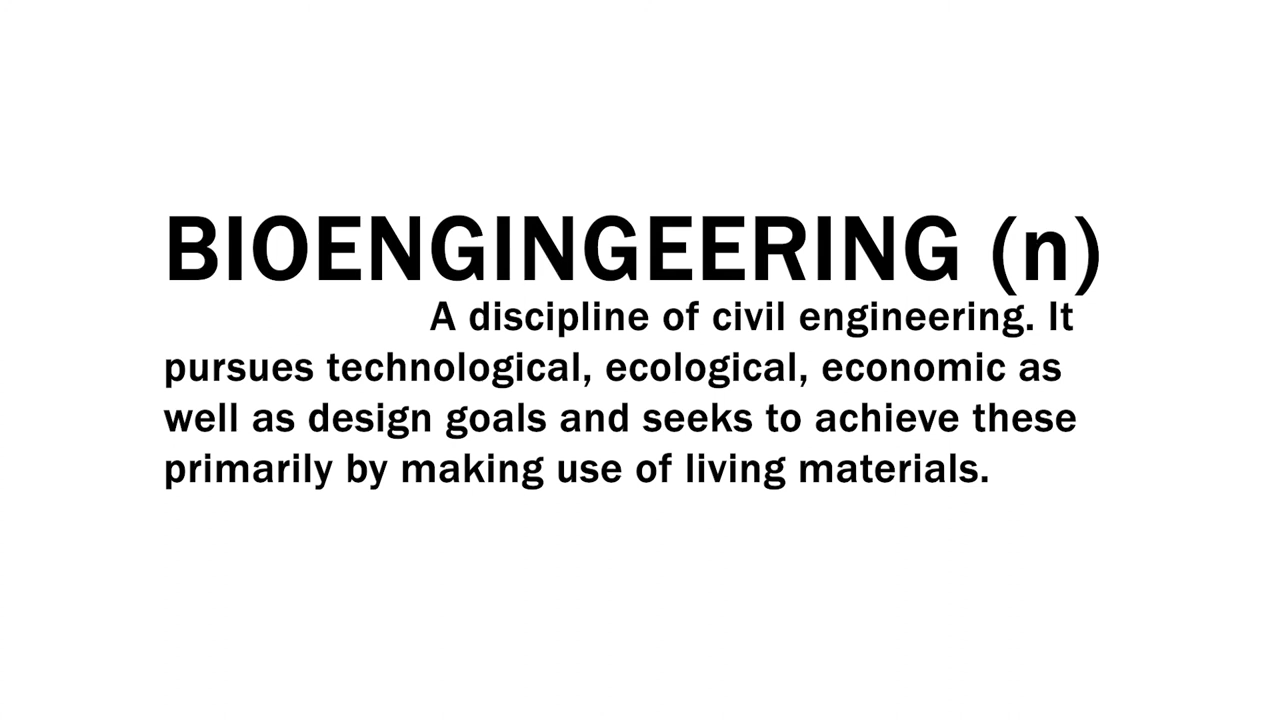 BIOENGINGEERING (n)
A discipline of civil engineering. It
pursues technological, ecological, economic as
well as design goals and seeks to achieve these
primarily by making use of living materials.